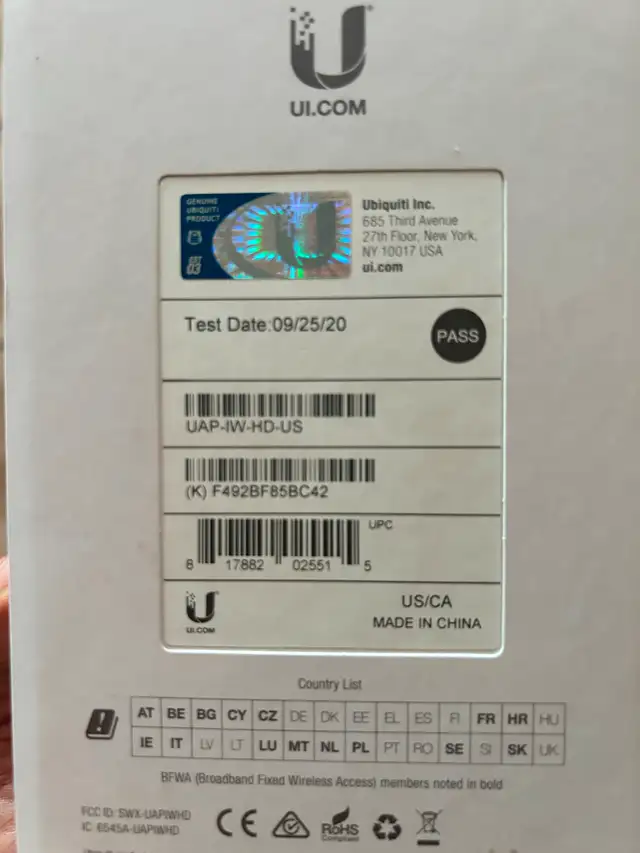 UI.COM
GENUINE
UBIQUITI
PRODUCT
EDT
03
Ubiquiti Inc.
685 Third Avenue
27th Floor, New York,
NY 10017 USA
ui.com
Test Date:09/25/20
PASS
UAP-IW-HD-US
(K) F492BF85BC42
UPC
8 17882 02551 5
UI.COM
US/CA
MADE IN CHINA
Country List
AT BE BG CY CZ DE DK EE EL ES FI FR HR HU
IE IT LV LT LU MT NL PL PT RO SE SI SK UK
BFWA (Broadband Fixed Wireless Access) members noted in bold
FCC ID: SWX-UAPIWHD
IC: 6545A-UAPIWHD
CE
RoHS
Compliant